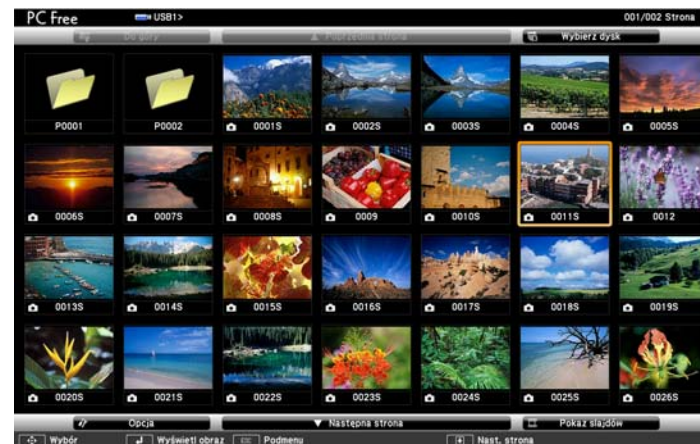 PC Free USB1> 001/002 Strona
Do góry ▲ Poprzednia strona Wybierz dysk
P0001 P0002 0001S 0002S 0003S 0004S 0005S
0006S 0007S 0008S 0009 0010S 0011S 0012
0013S 0014S 0015S 0016S 0017S 0018S 0019S
0020S 0021S 0022S 0023S 0024S 0025S 0026S
Opcja ▼ Następna strona Pokaz slajdów
Wybór Wyświetl obraz Esc Podmenu Nast. strona